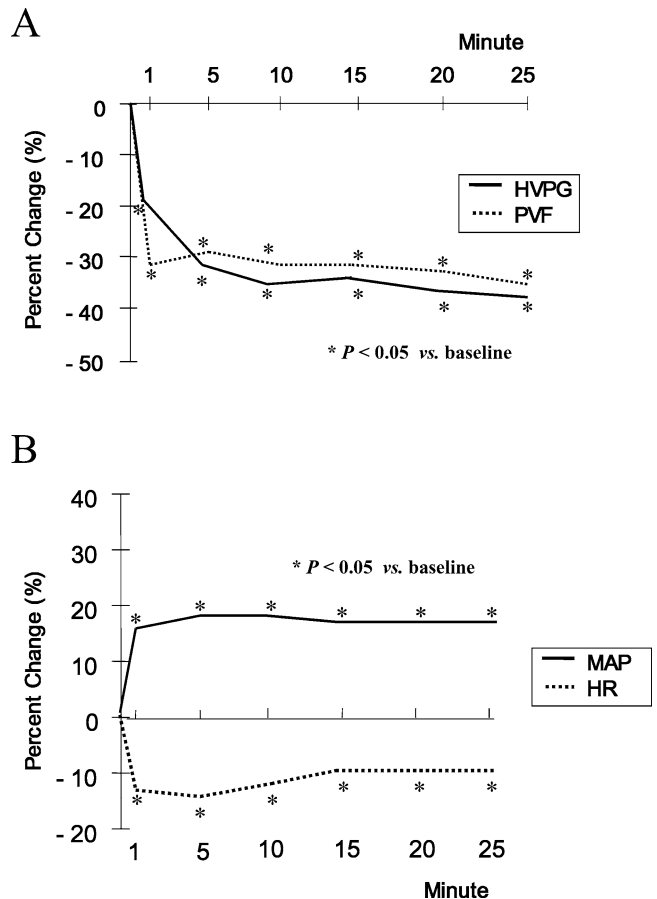 A
Minute
1 5 10 15 20 25
0
- 10
- 20
- 30
- 40
- 50
Percent Change (%)
HVPG
PVF
*
* * * * * *
* * * * *
* P < 0.05 vs. baseline
B
40
30
20
10
0
- 10
- 20
Percent Change (%)
* P < 0.05 vs. baseline
* * * * * *
MAP
HR
* * * * * *
1 5 10 15 20 25
Minute